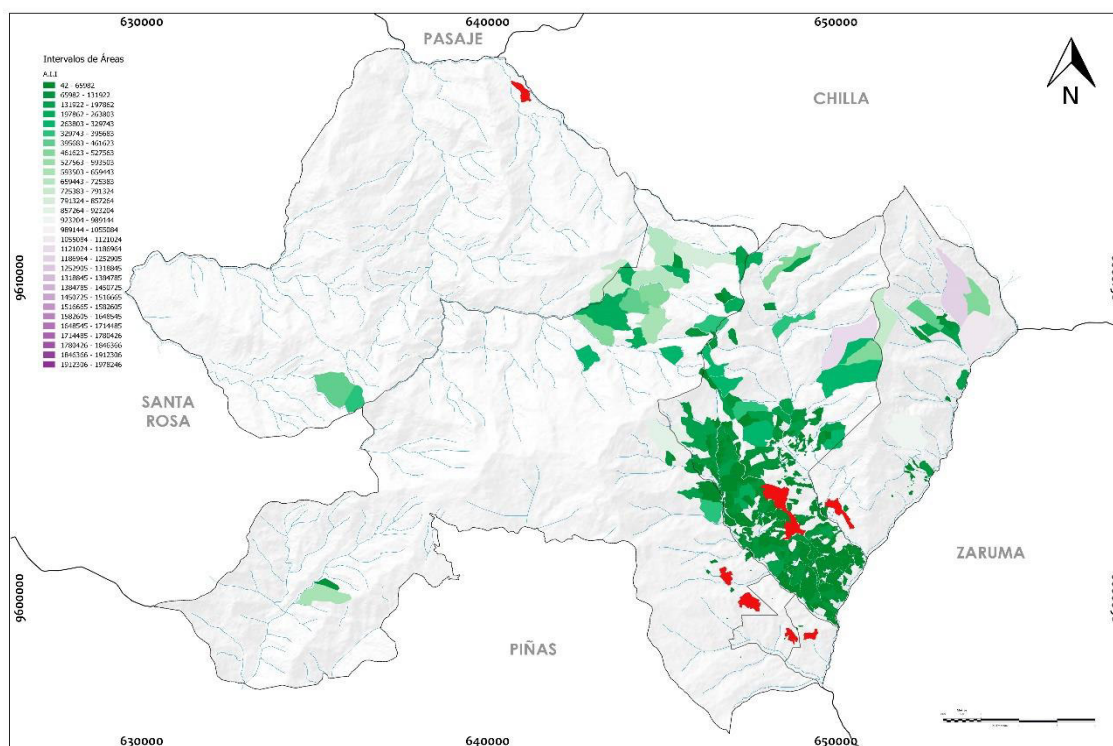 630000 640000 650000
PASAJE
CHILLA
N
Intervalos de Áreas
A.L.I
42 - 65982
65982 - 131922
131922 - 197862
197862 - 263803
263803 - 329743
329743 - 395683
395683 - 461623
461623 - 527563
527563 - 593503
593503 - 659443
659443 - 725383
725383 - 791324
791324 - 857264
857264 - 923204
923204 - 989144
989144 - 1055084
1055084 - 1121024
1121024 - 1186964
1186964 - 1252905
1252905 - 1318845
1318845 - 1384785
1384785 - 1450725
1450725 - 1516665
1516665 - 1582605
1582605 - 1648545
1648545 - 1714485
1714485 - 1780426
1780426 - 1846366
1846366 - 1912306
1912306 - 1978246
9610000
SANTA
ROSA
ZARUMA
9600000
PIÑAS
630000 640000 650000